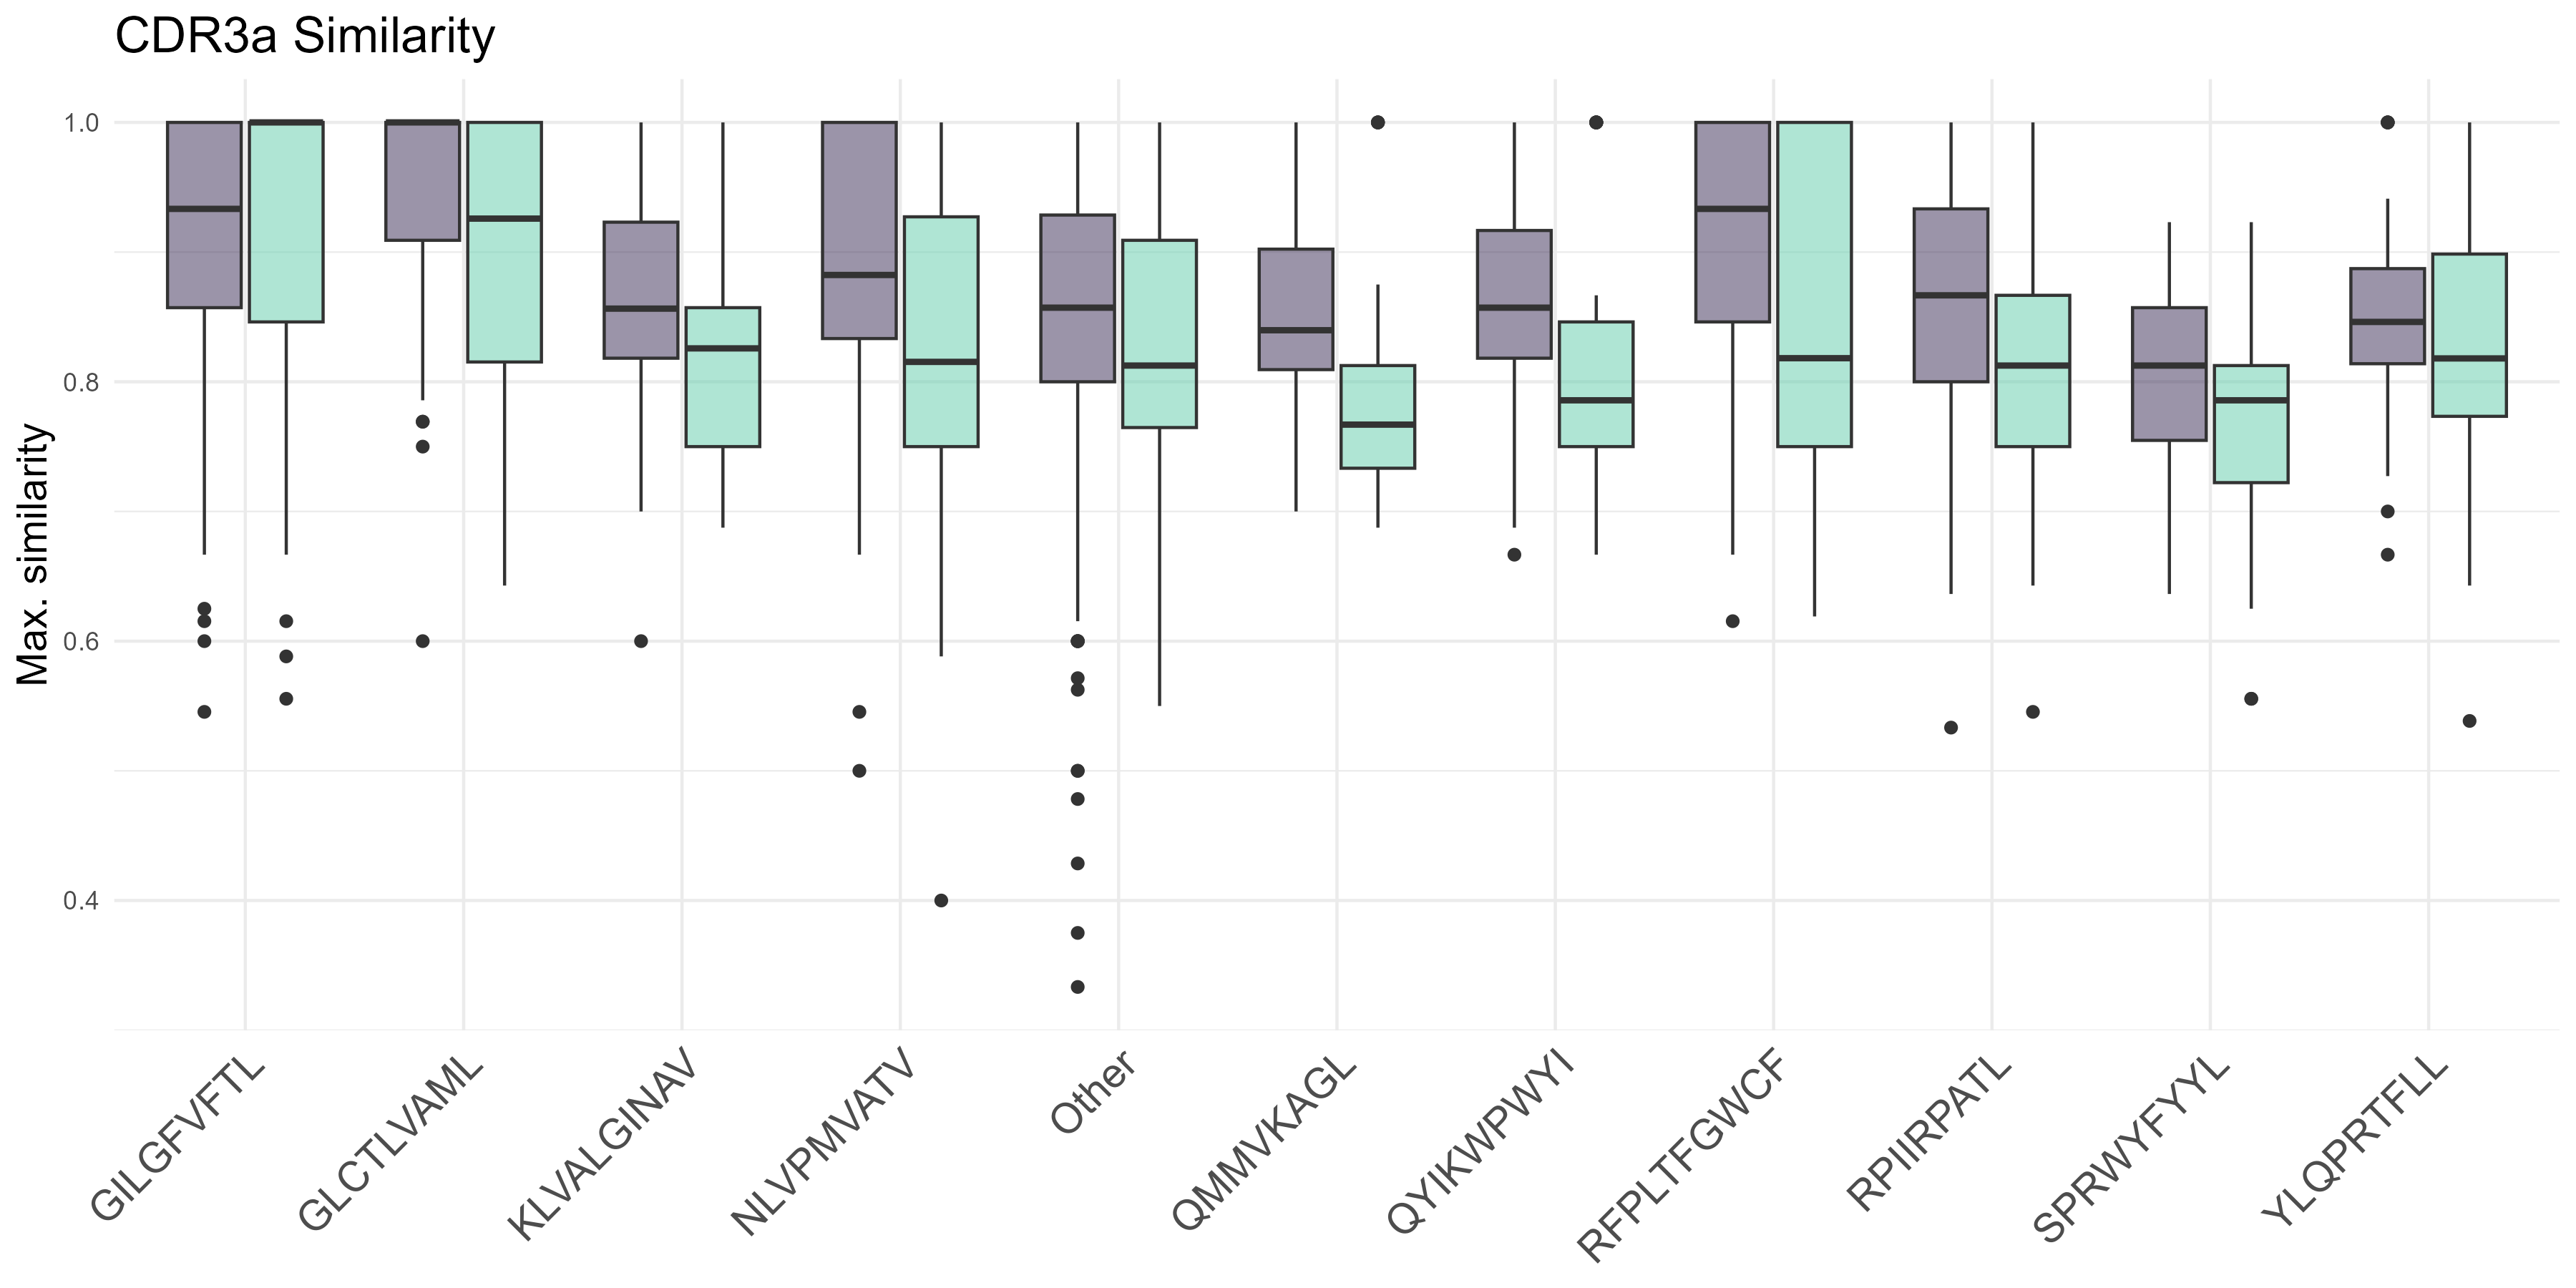 CDR3a Similarity
Max. similarity
1.0
0.8
0.6
0.4
GILGFVFTL
GLCTLVAML
KLVALGINAV
NLVPMVATV
Other
QMMVKAGL
QYIKWPWYI
RFPLTFGWCF
RPIIRPATL
SPRWYFYYL
YLQPRTFLL